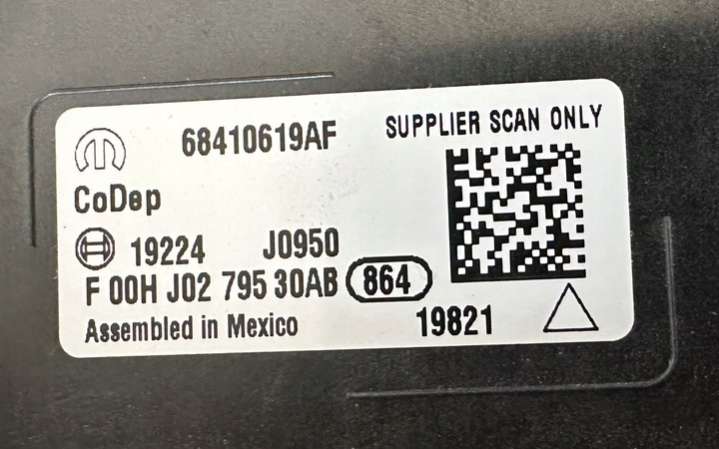 68410619AF
SUPPLIER SCAN ONLY
CoDep
19224 J0950
F 00H J02 795 30AB 864
Assembled in Mexico
19821